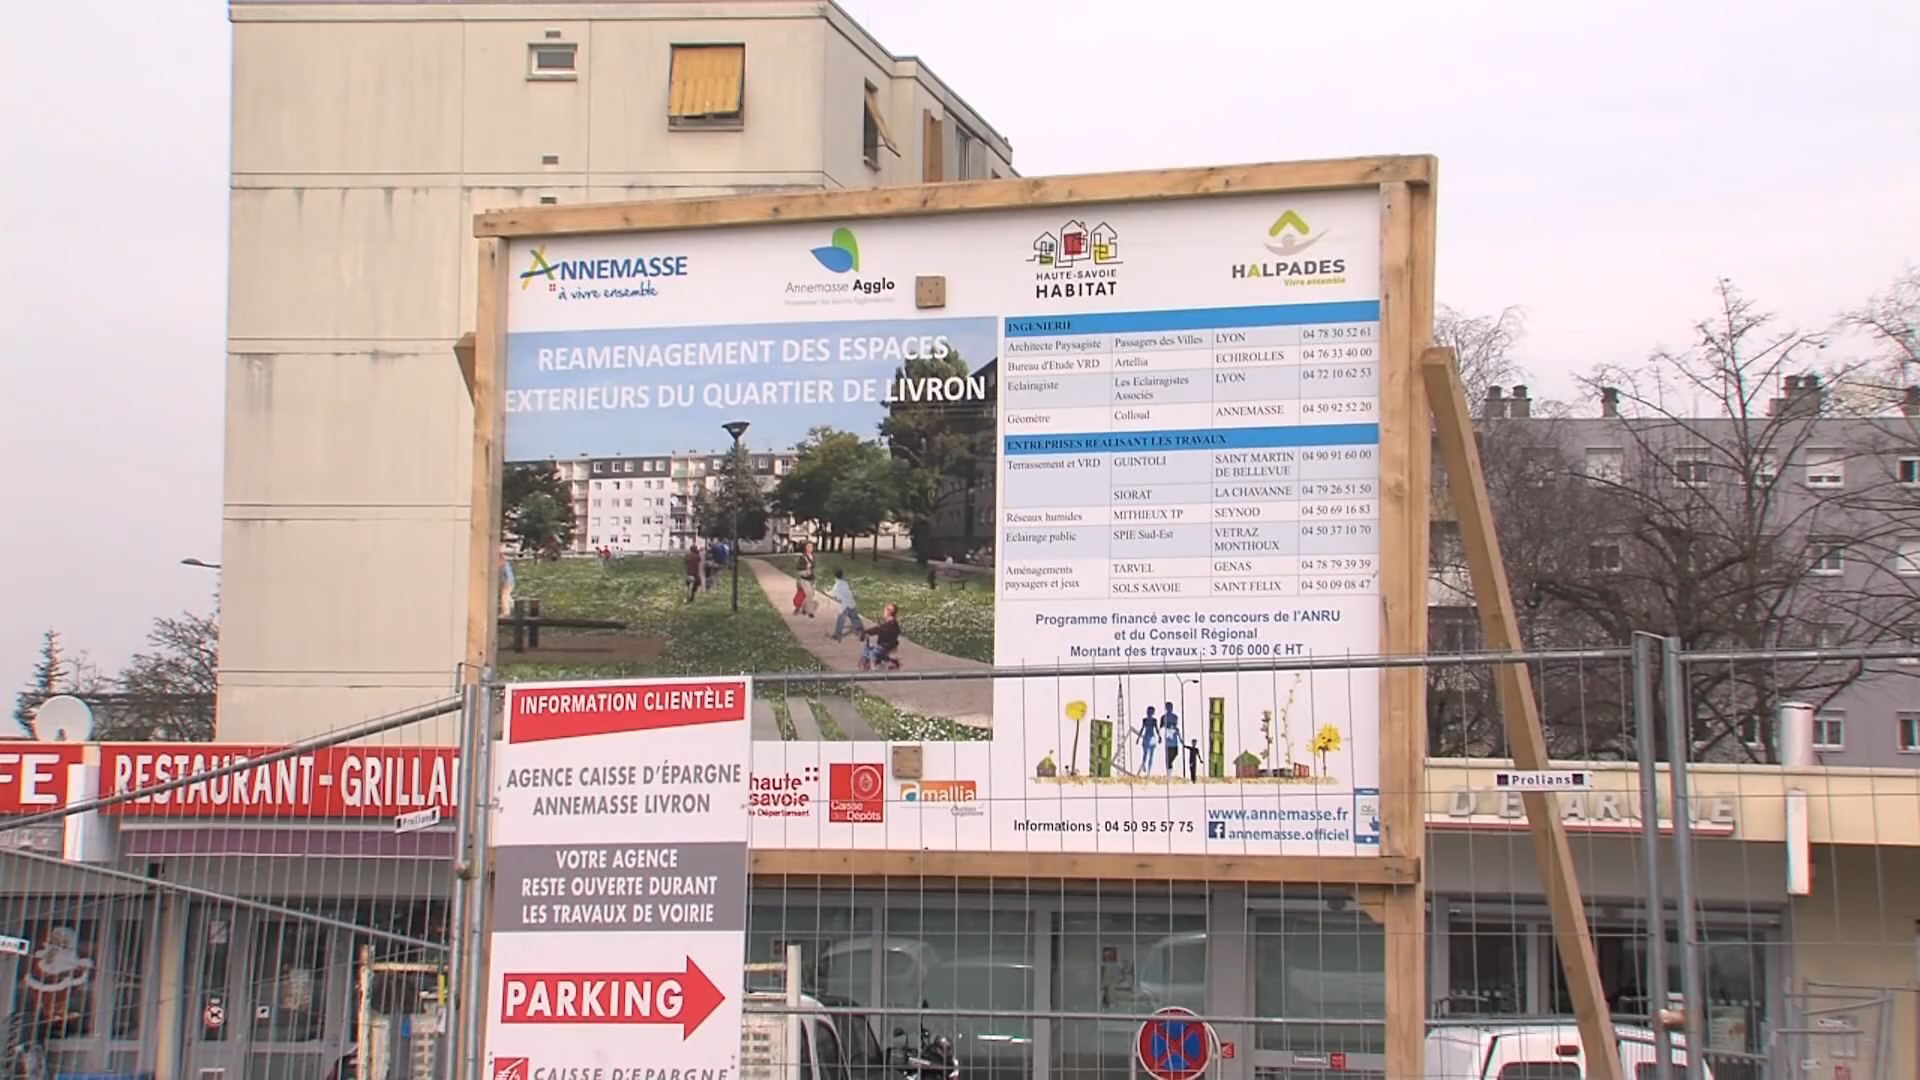 ANNEMASSE
à vivre ensemble
Annemasse Agglo
HAUTE-SAVOIE
HABITAT
HALPADES
Vivre ensemble
REAMENAGEMENT DES ESPACES
EXTERIEURS DU QUARTIER DE LIVRON
INGENIERIE
Architecte Paysagiste Passagers des Villes LYON 04 78 30 52 61
Bureau d'Etude VRD Artellia ECHIROLLES 04 76 33 40 00
Eclairagiste Les Eclairagistes LYON 04 72 10 62 53
Associés
Géomètre Colloud ANNEMASSE 04 50 92 52 20
ENTREPRISES REALISANT LES TRAVAUX
Terrassement et VRD GUINTOLI SAINT MARTIN 04 90 91 60 00
DE BELLEVUE
SIORAT LA CHAVANNE 04 79 26 51 50
Réseaux humides MITHIEUX TP SEYNOD 04 50 69 16 83
Eclairage public SPIE Sud-Est VETRAZ 04 50 37 10 70
MONTHOUX
Aménagements TARVEL GENAS 04 78 79 39 39
paysagers et jeux SOLS SAVOIE SAINT FELIX 04 50 09 08 47
Programme financé avec le concours de l'ANRU
et du Conseil Régional
Montant des travaux : 3 706 000 € HT
haute
savoie
le Département
Caisse
des Dépôts
amallia
Informations : 04 50 95 57 75
www.annemasse.fr
annemasse.officiel
INFORMATION CLIENTÈLE
AGENCE CAISSE D'ÉPARGNE
ANNEMASSE LIVRON
VOTRE AGENCE
RESTE OUVERTE DURANT
LES TRAVAUX DE VOIRIE
PARKING
CAISSE D'EPARGNE
FE
RESTAURANT-GRILLA
Prolians
Prolians
D'EPARGNE